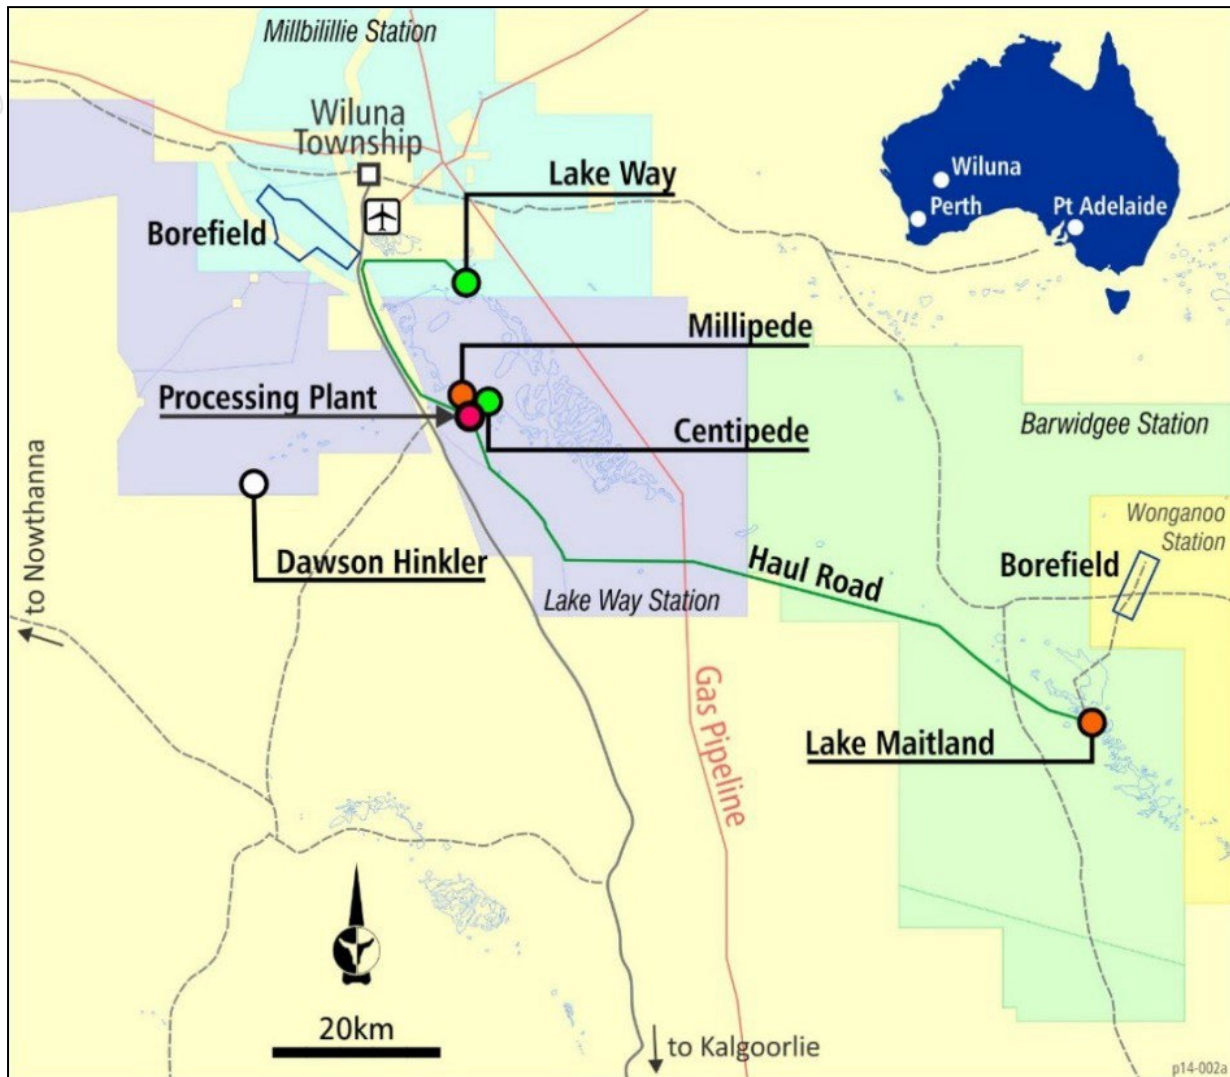 Millbilillie Station
Wiluna
Township
Lake Way
Wiluna
Perth
Pt Adelaide
Borefield
Millipede
Processing Plant
Centipede
Barwidgee Station
Wonganoo
Station
to Nowthanna
Dawson Hinkler
Haul Road
Borefield
Lake Way Station
Gas Pipeline
Lake Maitland
20km
to Kalgoorlie
p14-002a